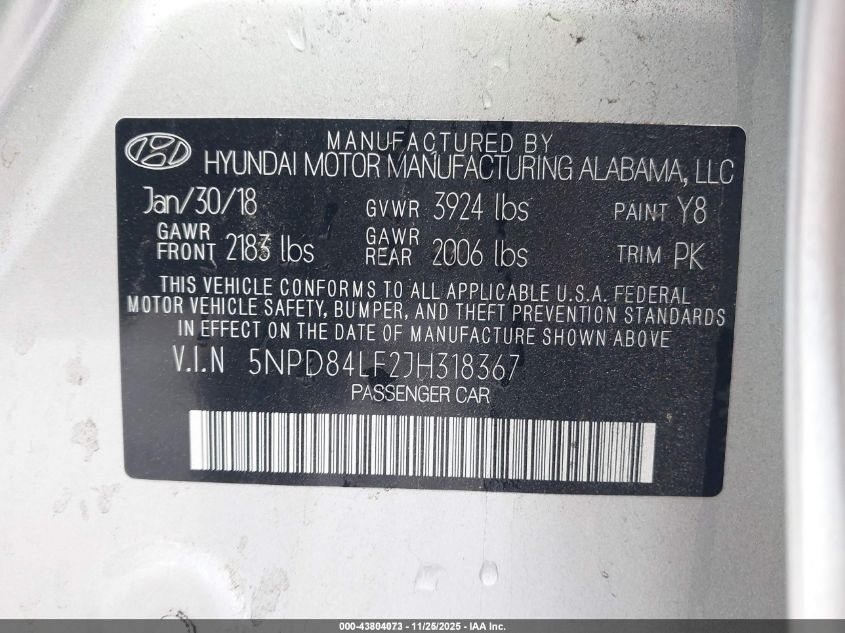 MANUFACTURED BY
HYUNDAI MOTOR MANUFACTURING ALABAMA, LLC
Jan/30/18 GVWR 3924 lbs PAINT Y8
GAWR FRONT 2183 lbs GAWR REAR 2006 lbs TRIM PK
THIS VEHICLE CONFORMS TO ALL APPLICABLE U.S.A. FEDERAL
MOTOR VEHICLE SAFETY, BUMPER, AND THEFT PREVENTION STANDARDS
IN EFFECT ON THE DATE OF MANUFACTURE SHOWN ABOVE
V.I.N 5NPD84LF2JH318367
PASSENGER CAR
000-43804073 - 11/25/2025 - IAA Inc.